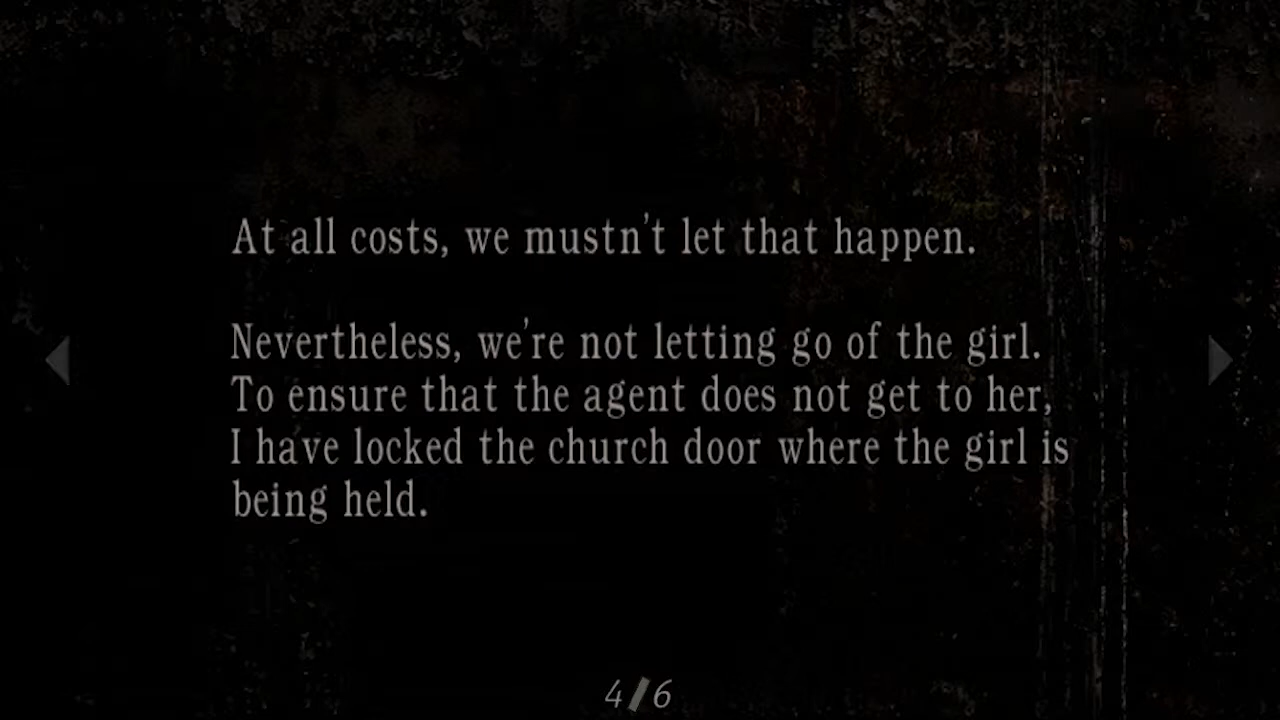 At all costs, we mustn't let that happen.
Nevertheless, we're not letting go of the girl.
To ensure that the agent does not get to her,
I have locked the church door where the girl is
being held.
4/6